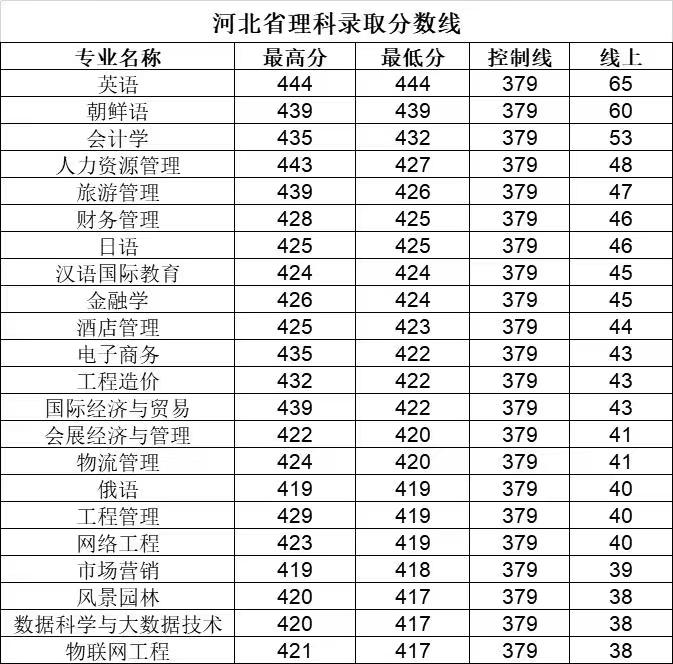 河北省理科录取分数线
专业名称 最高分 最低分 控制线 线上
英语 444 444 379 65
朝鲜语 439 439 379 60
会计学 435 432 379 53
人力资源管理 443 427 379 48
旅游管理 439 426 379 47
财务管理 428 425 379 46
日语 425 425 379 46
汉语国际教育 424 424 379 45
金融学 426 424 379 45
酒店管理 425 423 379 44
电子商务 435 422 379 43
工程造价 432 422 379 43
国际经济与贸易 439 422 379 43
会展经济与管理 422 420 379 41
物流管理 424 420 379 41
俄语 419 419 379 40
工程管理 429 419 379 40
网络工程 423 419 379 40
市场营销 419 418 379 39
风景园林 420 417 379 38
数据科学与大数据技术 420 417 379 38
物联网工程 421 417 379 38